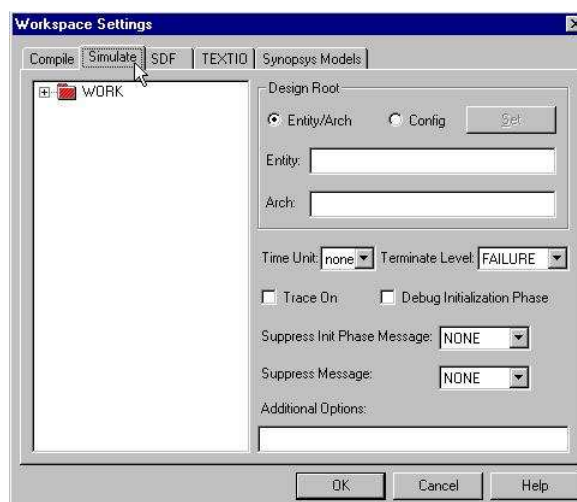 Workspace Settings
Compile Simulate SDF TEXTIO Synopsys Models
WORK
Design Root
Entity/Arch Config Set
Entity:
Arch:
Time Unit: none Terminate Level: FAILURE
Trace On Debug Initialization Phase
Suppress Init Phase Message: NONE
Suppress Message: NONE
Additional Options:
OK Cancel Help